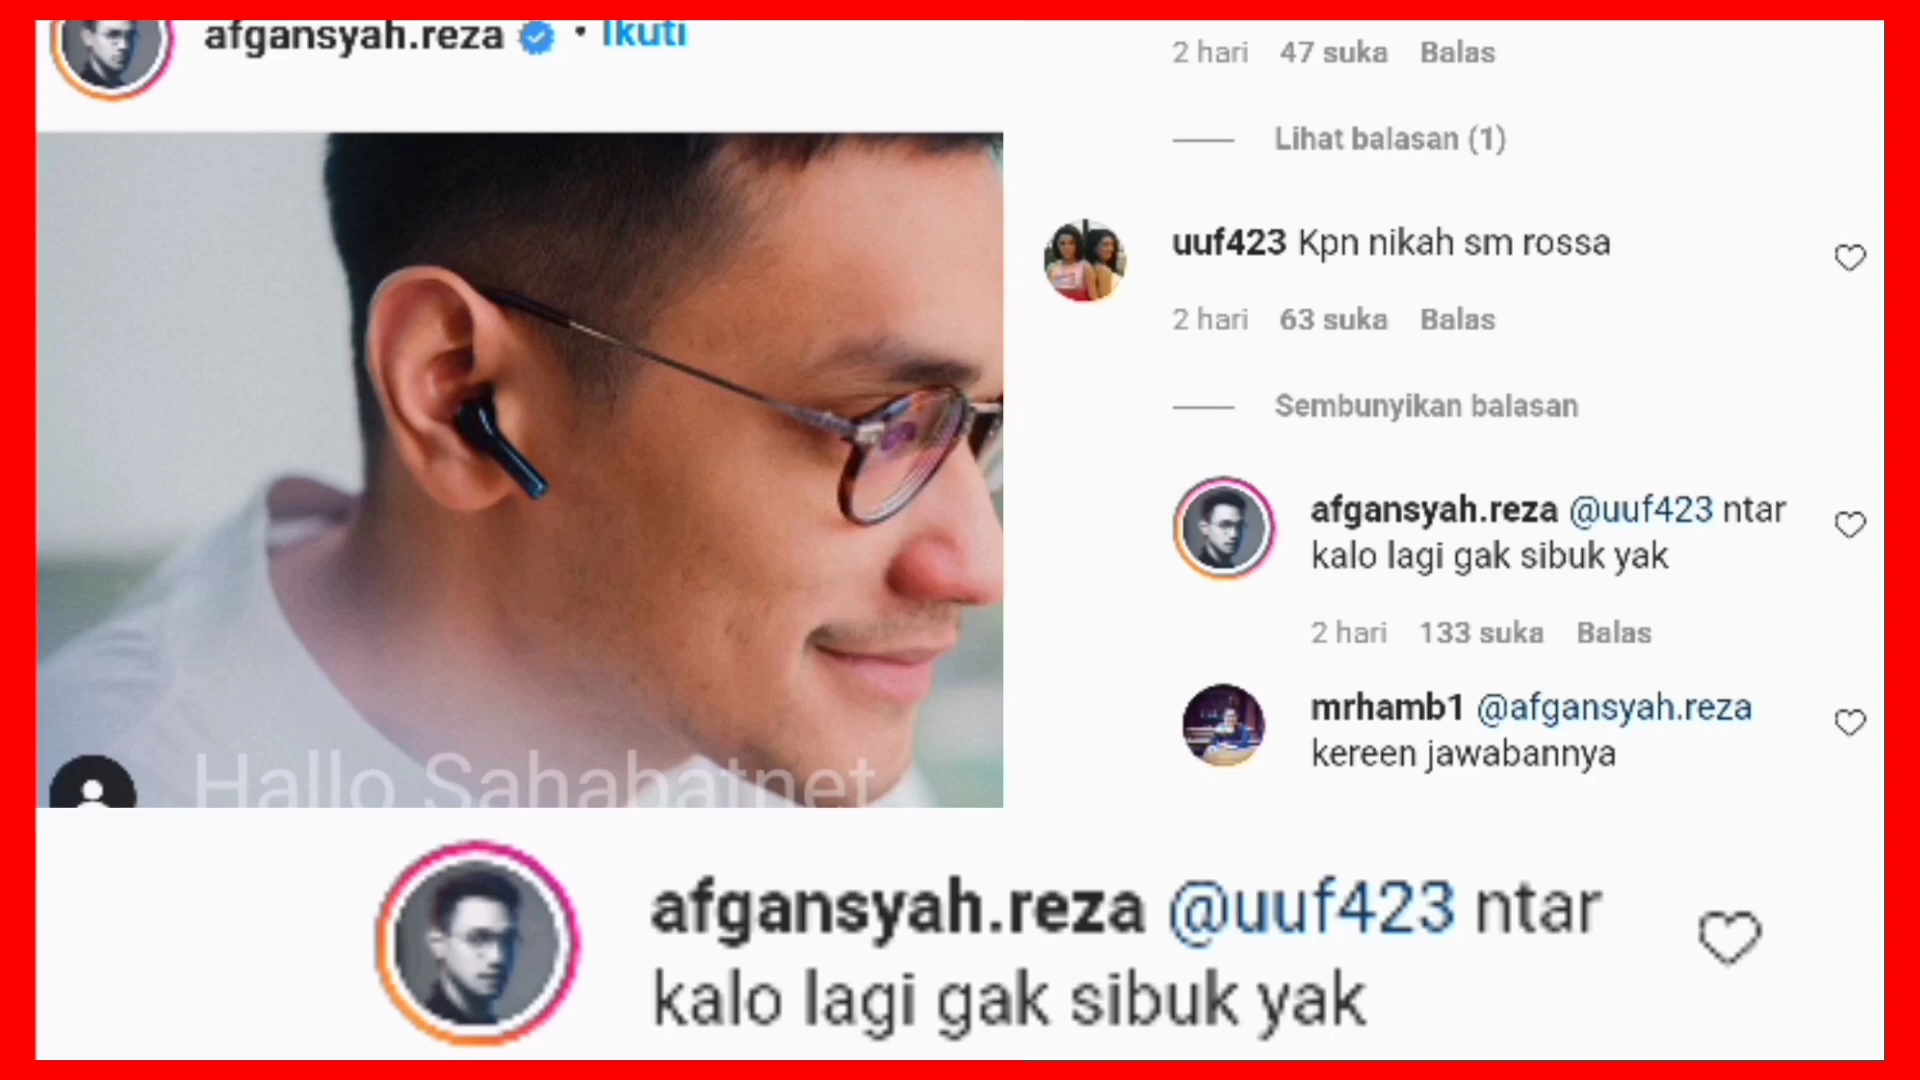 afgansyah.reza • Ikuti
Hallo Sahabatnet
2 hari 47 suka Balas
Lihat balasan (1)
uuf423 Kpn nikah sm rossa
2 hari 63 suka Balas
Sembunyikan balasan
afgansyah.reza @uuf423 ntar
kalo lagi gak sibuk yak
2 hari 133 suka Balas
mrhamb1 @afgansyah.reza
kereen jawabannya
afgansyah.reza @uuf423 ntar
kalo lagi gak sibuk yak